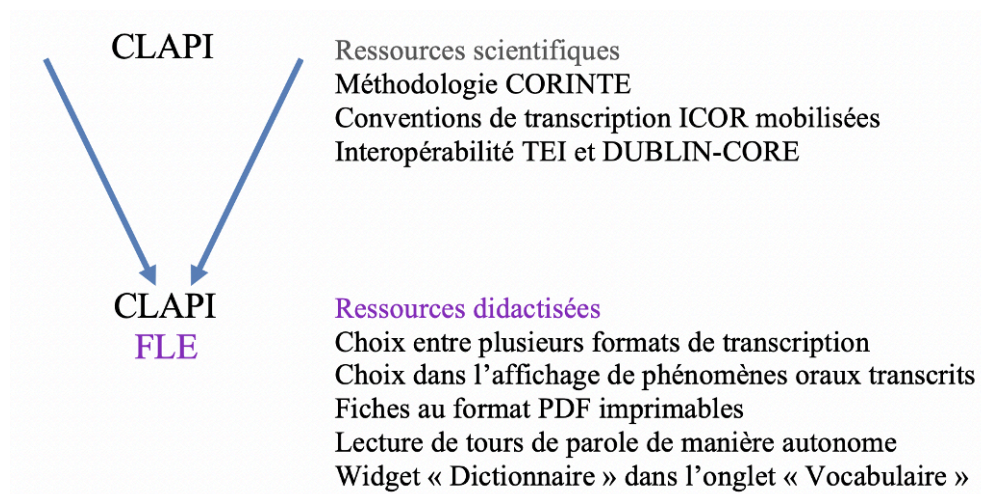 CLAPI
Ressources scientifiques
Méthodologie CORINTE
Conventions de transcription ICOR mobilisées
Interopérabilité TEI et DUBLIN-CORE
CLAPI
FLE
Ressources didactisées
Choix entre plusieurs formats de transcription
Choix dans l’affichage de phénomènes oraux transcrits
Fiches au format PDF imprimables
Lecture de tours de parole de manière autonome
Widget « Dictionnaire » dans l’onglet « Vocabulaire »